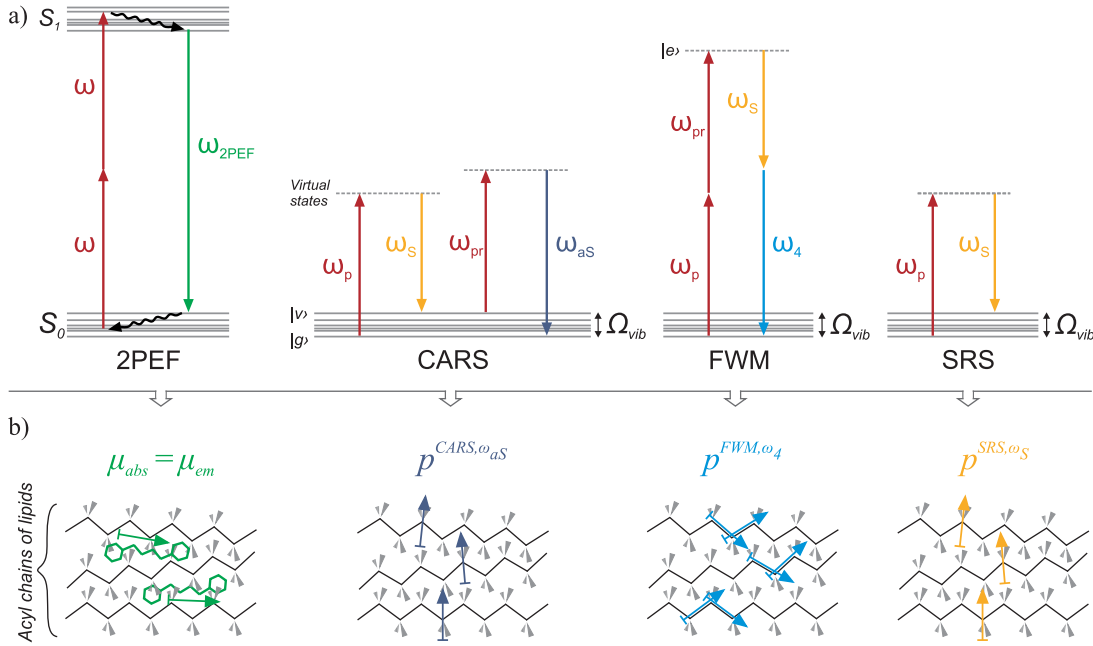 a)
S1
ω
ω
ω2PEF
S0
2PEF
Virtual
states
ωp
ωS
ωpr
ωaS
|v›
|g›
Ωvib
CARS
|e›
ωpr
ωS
ωp
ω4
Ωvib
FWM
ωp
ωS
Ωvib
SRS
b)
μabs = μem
pCARS,ωaS
pFWM,ω4
pSRS,ωS
Acyl chains of lipids